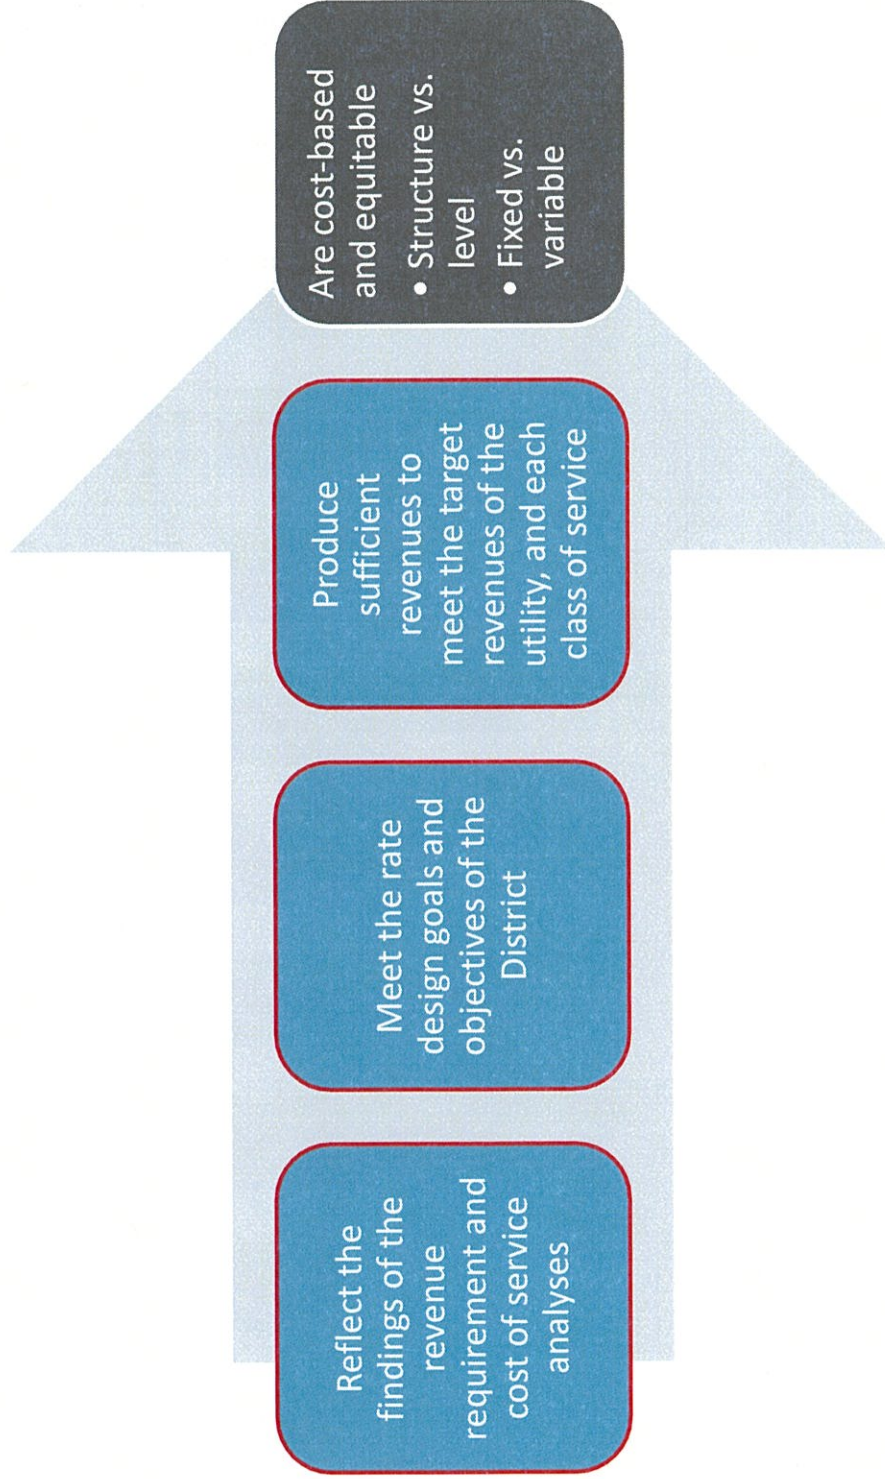 Reflect the
findings of the
revenue
requirement and
cost of service
analyses
Meet the rate
design goals and
objectives of the
District
Produce
sufficient
revenues to
meet the target
revenues of the
utility, and each
class of service
Are cost-based
and equitable
• Structure vs.
level
• Fixed vs.
variable